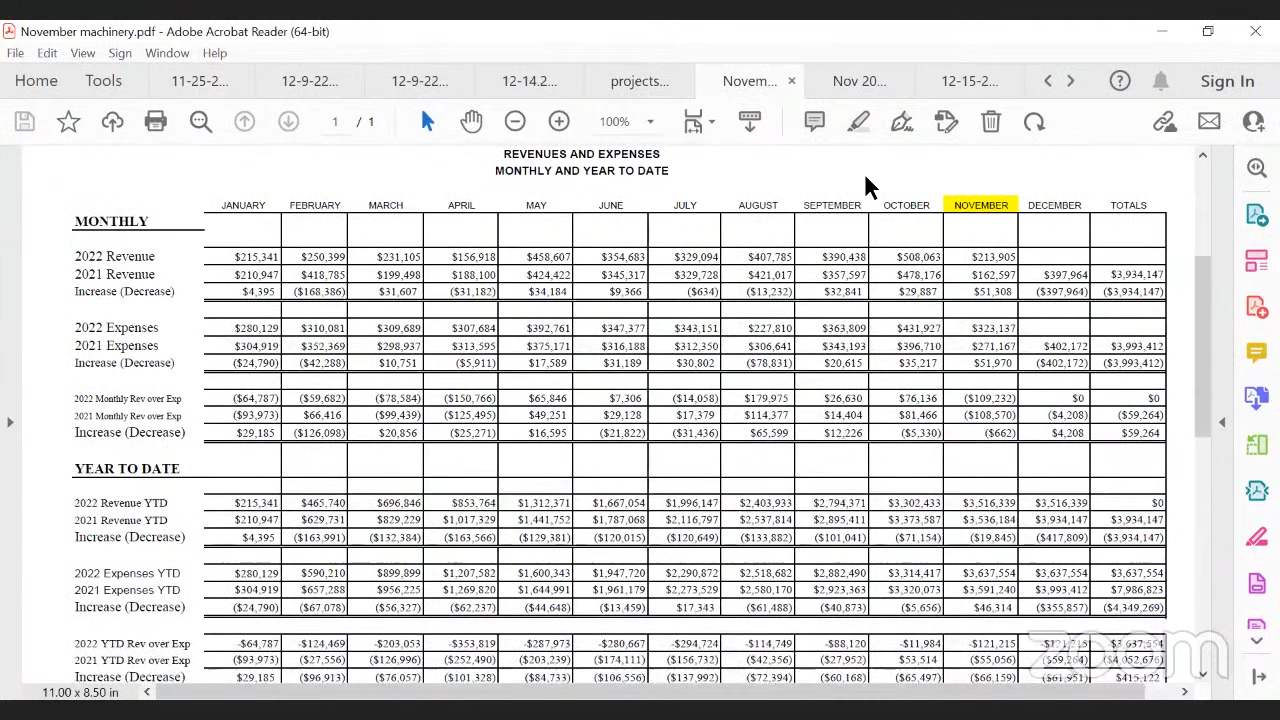 November machinery.pdf - Adobe Acrobat Reader (64-bit)
File Edit View Sign Window Help
Home Tools 11-25-2... 12-9-22... 12-9-22... 12-14.2... projects... Novem... × Nov 20... 12-15-2... Sign In
1 / 1 100%
REVENUES AND EXPENSES
MONTHLY AND YEAR TO DATE
JANUARY FEBRUARY MARCH APRIL MAY JUNE JULY AUGUST SEPTEMBER OCTOBER NOVEMBER DECEMBER TOTALS
MONTHLY
2022 Revenue $215,341 $250,399 $231,105 $156,918 $458,607 $354,683 $329,094 $407,785 $390,438 $508,063 $213,905
2021 Revenue $210,947 $418,785 $199,498 $188,100 $424,422 $345,317 $329,728 $421,017 $357,597 $478,176 $162,597 $397,964 $3,934,147
Increase (Decrease) $4,395 ($168,386) $31,607 ($31,182) $34,184 $9,366 ($634) ($13,232) $32,841 $29,887 $51,308 ($397,964) ($3,934,147)
2022 Expenses $280,129 $310,081 $309,689 $307,684 $392,761 $347,377 $343,151 $227,810 $363,809 $431,927 $323,137
2021 Expenses $304,919 $352,369 $298,937 $313,595 $375,171 $316,188 $312,350 $306,641 $343,193 $396,710 $271,167 $402,172 $3,993,412
Increase (Decrease) ($24,790) ($42,288) $10,751 ($5,911) $17,589 $31,189 $30,802 ($78,831) $20,615 $35,217 $51,970 ($402,172) ($3,993,412)
2022 Monthly Rev over Exp ($64,787) ($59,682) ($78,584) ($150,766) $65,846 $7,306 ($14,058) $179,975 $26,630 $76,136 ($109,232) $0 $0
2021 Monthly Rev over Exp ($93,973) $66,416 ($99,439) ($125,495) $49,251 $29,128 $17,379 $114,377 $14,404 $81,466 ($108,570) ($4,208) ($59,264)
Increase (Decrease) $29,185 ($126,098) $20,856 ($25,271) $16,595 ($21,822) ($31,436) $65,599 $12,226 ($5,330) ($662) $4,208 $59,264
YEAR TO DATE
2022 Revenue YTD $215,341 $465,740 $696,846 $853,764 $1,312,371 $1,667,054 $1,996,147 $2,403,933 $2,794,371 $3,302,433 $3,516,339 $3,516,339 $0
2021 Revenue YTD $210,947 $629,731 $829,229 $1,017,329 $1,441,752 $1,787,068 $2,116,797 $2,537,814 $2,895,411 $3,373,587 $3,536,184 $3,934,147 $3,934,147
Increase (Decrease) $4,395 ($163,991) ($132,384) ($163,566) ($129,381) ($120,015) ($120,649) ($133,882) ($101,041) ($71,154) ($19,845) ($417,809) ($3,934,147)
2022 Expenses YTD $280,129 $590,210 $899,899 $1,207,582 $1,600,343 $1,947,720 $2,290,872 $2,518,682 $2,882,490 $3,314,417 $3,637,554 $3,637,554 $3,637,554
2021 Expenses YTD $304,919 $657,288 $956,225 $1,269,820 $1,644,991 $1,961,179 $2,273,529 $2,580,170 $2,923,363 $3,320,073 $3,591,240 $3,993,412 $7,986,823
Increase (Decrease) ($24,790) ($67,078) ($56,327) ($62,237) ($44,648) ($13,459) $17,343 ($61,488) ($40,873) ($5,656) $46,314 ($355,857) ($4,349,269)
2022 YTD Rev over Exp -$64,787 -$124,469 -$203,053 -$353,819 -$287,973 -$280,667 -$294,724 -$114,749 -$88,120 -$11,984 -$121,215 -$121,215 -$3,637,554
2021 YTD Rev over Exp ($93,973) ($27,556) ($126,996) ($252,490) ($203,239) ($174,111) ($156,732) ($42,356) ($27,952) $53,514 ($55,056) ($59,264) ($4,052,676)
Increase (Decrease) $29,185 ($96,913) ($76,057) ($101,328) ($84,733) ($106,556) ($137,992) ($72,394) ($60,168) ($65,497) ($66,159) ($61,951) $415,122
zoom
11.00 x 8.50 in